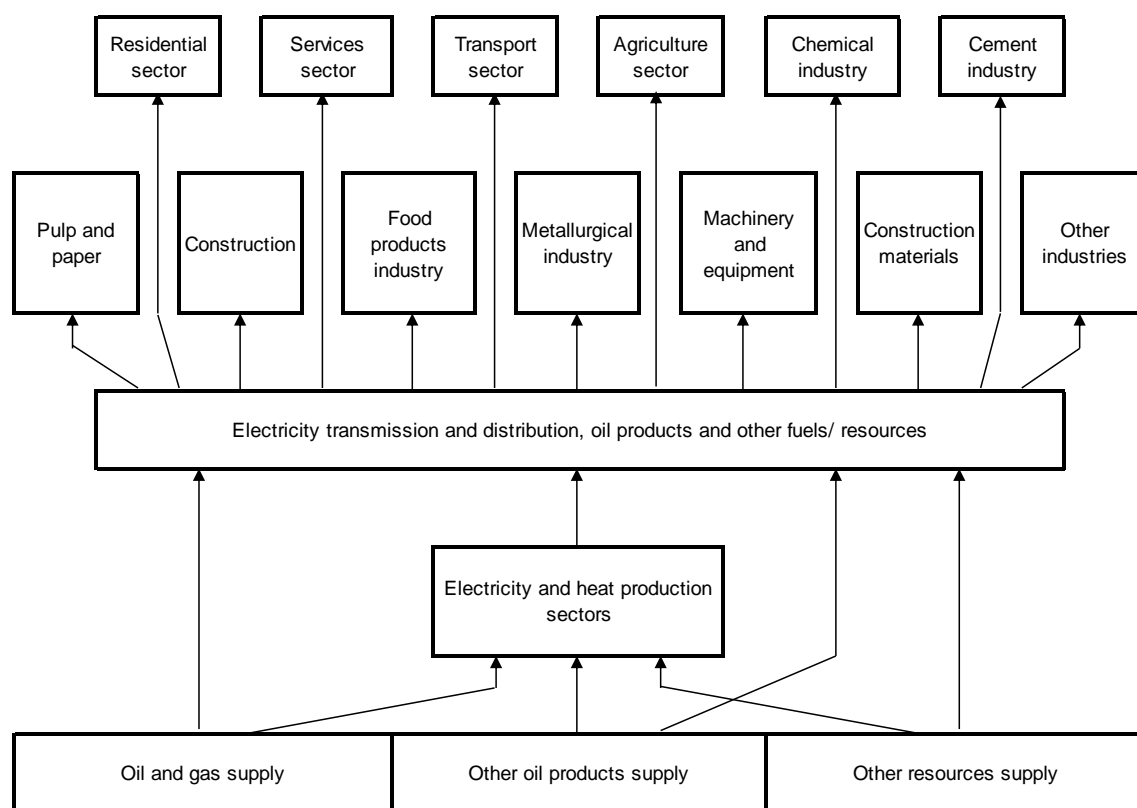 Residential
sector
Services
sector
Transport
sector
Agriculture
sector
Chemical
industry
Cement
industry
Pulp and
paper
Construction
Food
products
industry
Metallurgical
industry
Machinery
and
equipment
Construction
materials
Other
industries
Electricity transmission and distribution, oil products and other fuels/ resources
Electricity and heat production
sectors
Oil and gas supply
Other oil products supply
Other resources supply